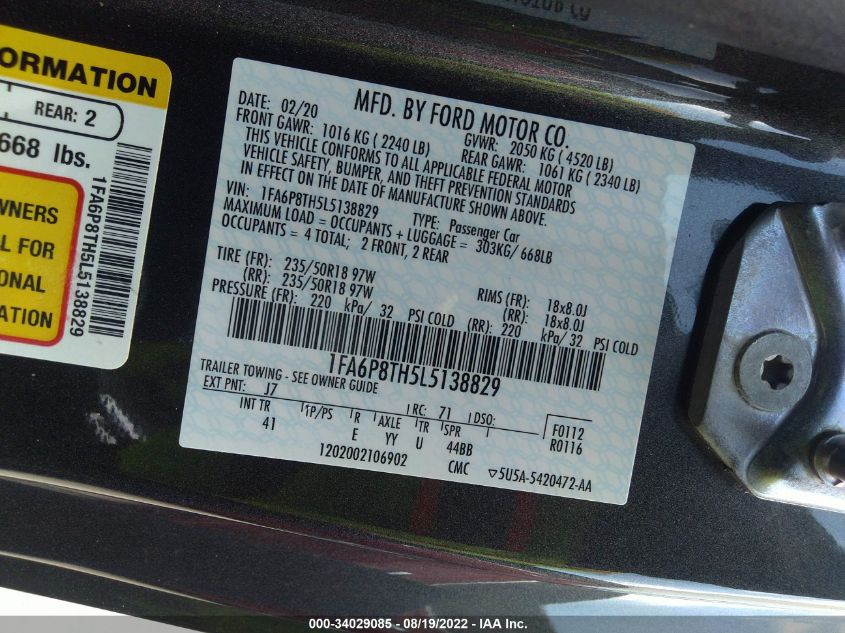 ORMATION
REAR: 2
668 lbs.
1FA6P8TH5L5138829
WNERS
L FOR
ONAL
ATION
MFD. BY FORD MOTOR CO.
DATE: 02/20 GVWR: 2050 KG ( 4520 LB)
FRONT GAWR: 1016 KG ( 2240 LB) REAR GAWR: 1061 KG ( 2340 LB)
THIS VEHICLE CONFORMS TO ALL APPLICABLE FEDERAL MOTOR
VEHICLE SAFETY, BUMPER, AND THEFT PREVENTION STANDARDS
IN EFFECT ON THE DATE OF MANUFACTURE SHOWN ABOVE.
VIN: 1FA6P8TH5L5138829 TYPE: Passenger Car
MAXIMUM LOAD = OCCUPANTS + LUGGAGE = 303KG/ 668LB
OCCUPANTS = 4 TOTAL; 2 FRONT, 2 REAR
TIRE (FR): 235/50R18 97W RIMS (FR): 18x8.0J
(RR): 235/50R18 97W (RR): 18x8.0J
PRESSURE (FR): 220 kPa/ 32 PSI COLD (RR): 220 kPa/ 32 PSI COLD
1FA6P8TH5L5138829
TRAILER TOWING - SEE OWNER GUIDE
EXT PNT: J7 RC: 71 DSO: F0112
INT TR TP/PS R AXLE TR SPR R0116
41 E YY U 44BB
1202002106902 CMC ▽5U5A-5420472-AA
000-34029085 - 08/19/2022 - IAA Inc.